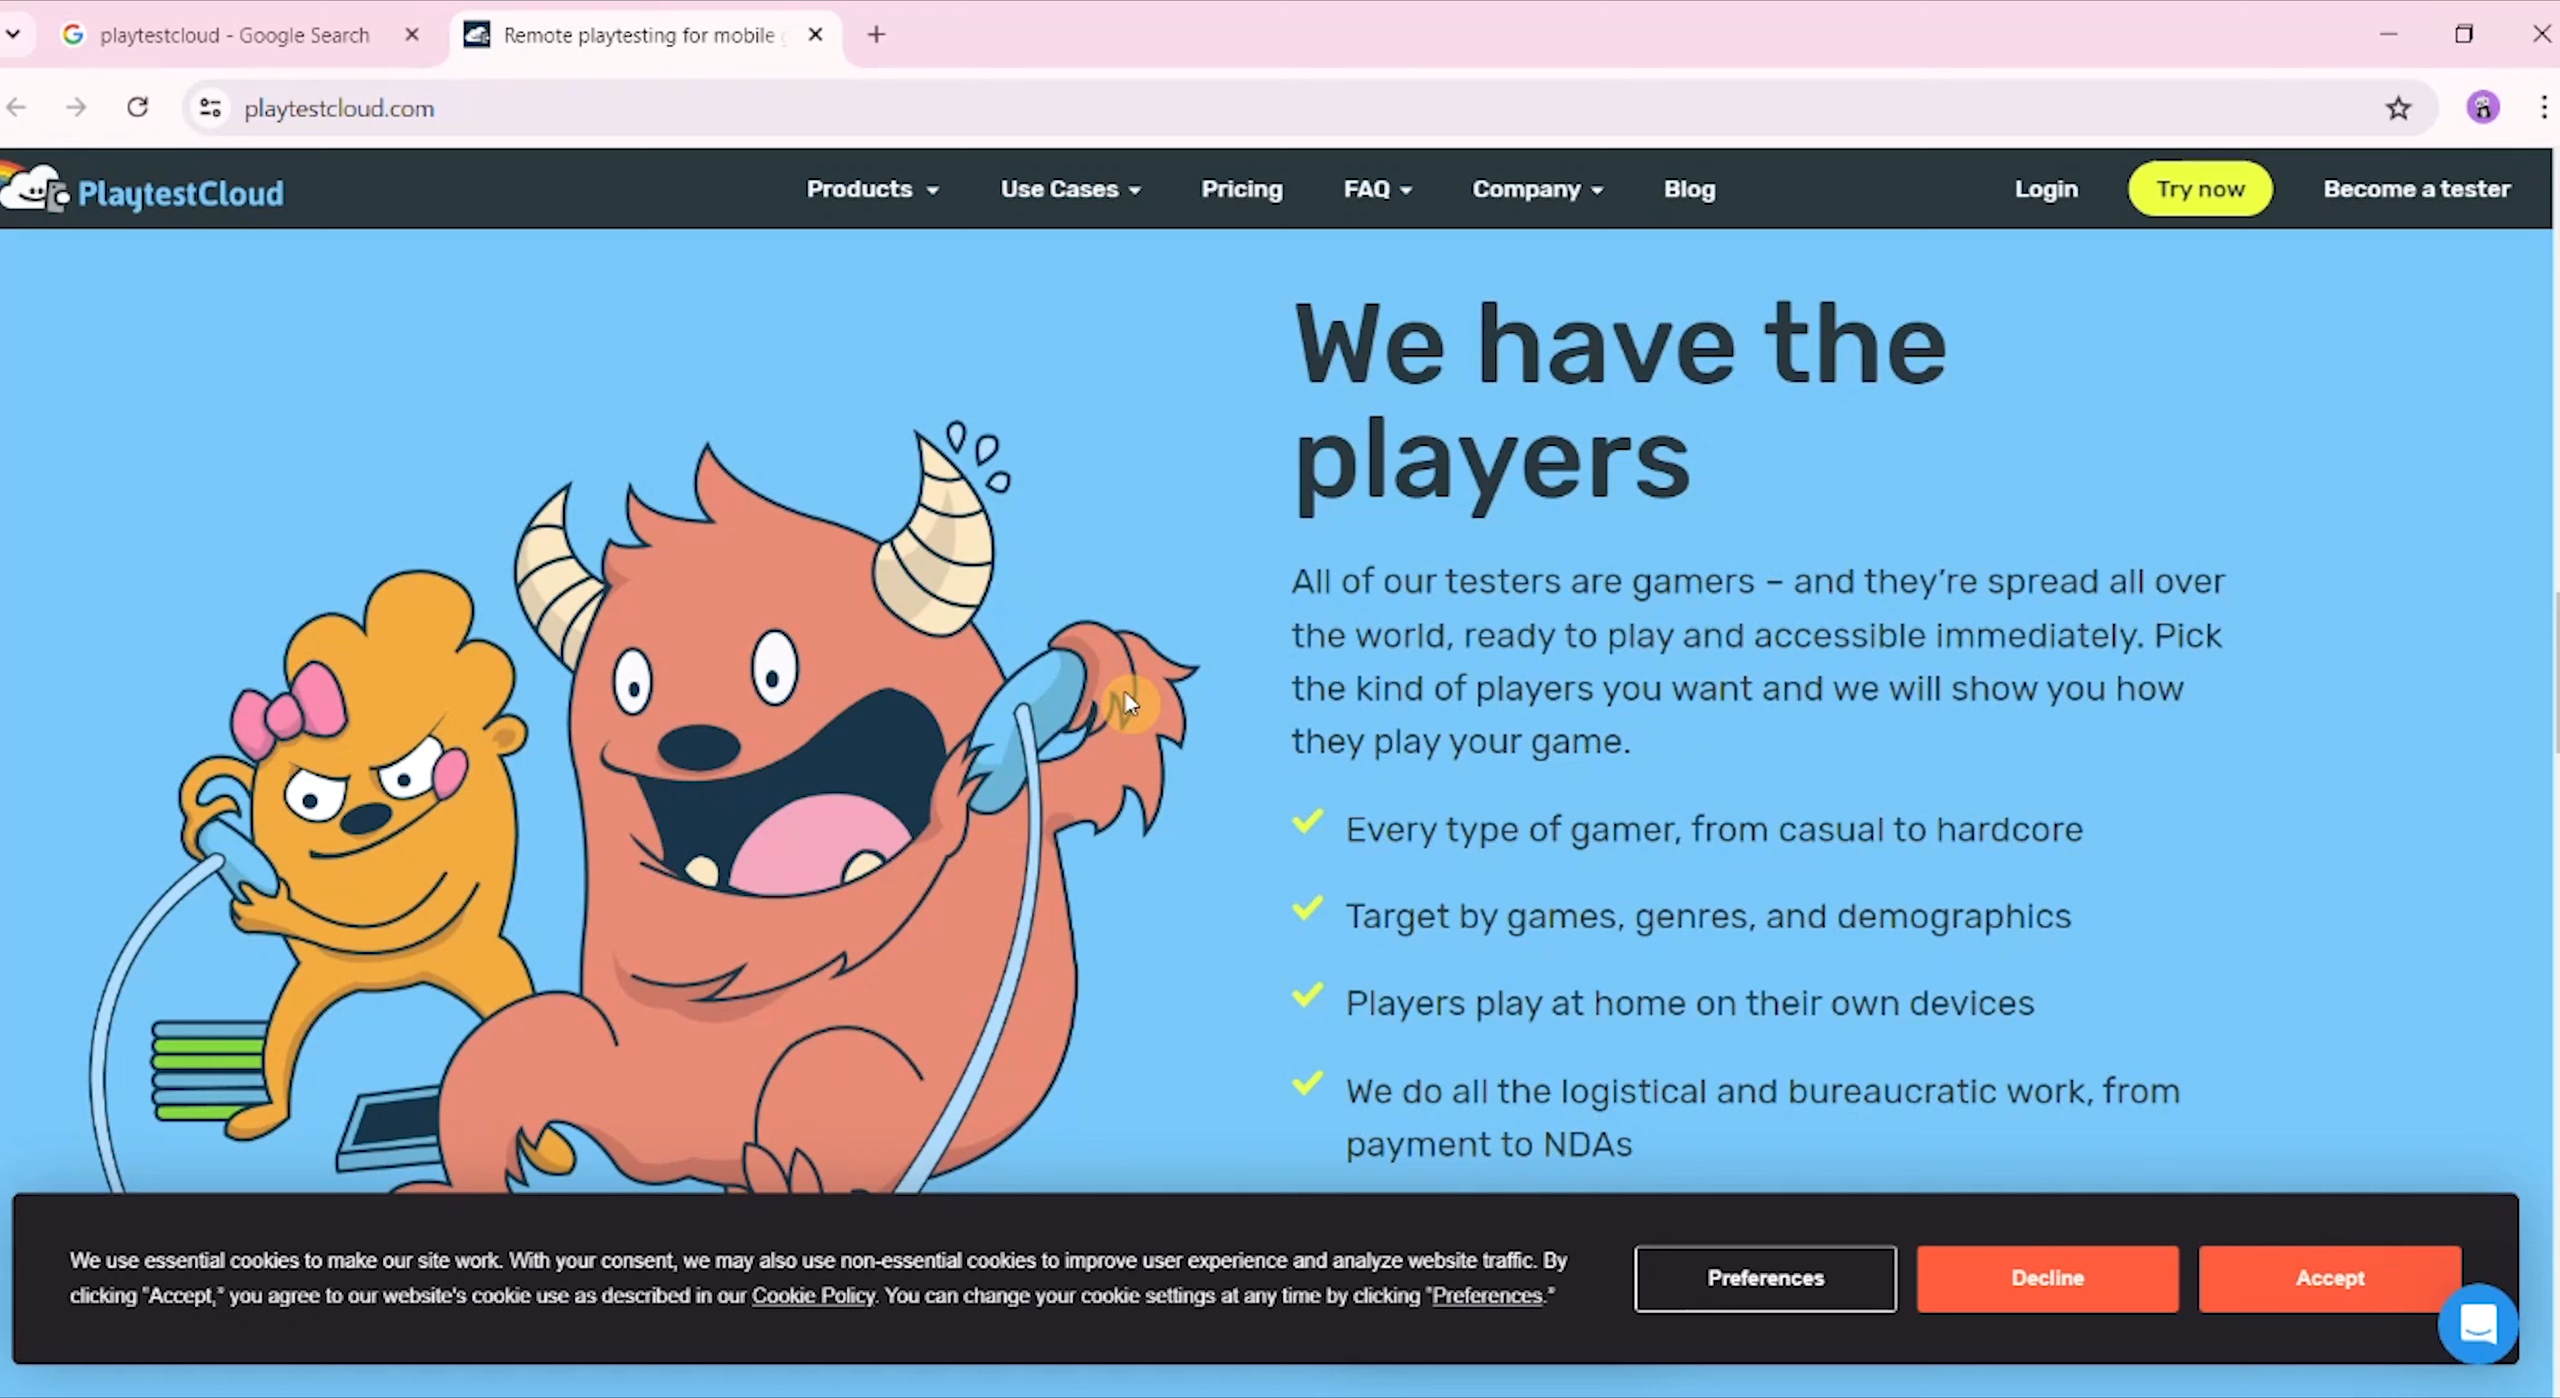 playtestcloud - Google Search
Remote playtesting for mobile
playtestcloud.com
PlaytestCloud
Products
Use Cases
Pricing
FAQ
Company
Blog
Login
Try now
Become a tester
We have the
players
All of our testers are gamers – and they’re spread all over
the world, ready to play and accessible immediately. Pick
the kind of players you want and we will show you how
they play your game.
Every type of gamer, from casual to hardcore
Target by games, genres, and demographics
Players play at home on their own devices
We do all the logistical and bureaucratic work, from
payment to NDAs
We use essential cookies to make our site work. With your consent, we may also use non-essential cookies to improve user experience and analyze website traffic. By
clicking "Accept," you agree to our website's cookie use as described in our Cookie Policy. You can change your cookie settings at any time by clicking "Preferences."
Preferences
Decline
Accept